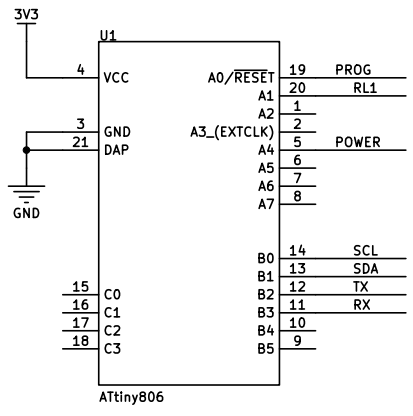 3V3
U1
4 VCC
A0/RESET 19 PROG
A1 20 RL1
A2 1
3 GND
A3_(EXTCLK) 2
21 DAP
A4 5 POWER
A5 6
A6 7
A7 8
GND
B0 14 SCL
B1 13 SDA
15 C0
B2 12 TX
16 C1
B3 11 RX
17 C2
B4 10
18 C3
B5 9
ATtiny806